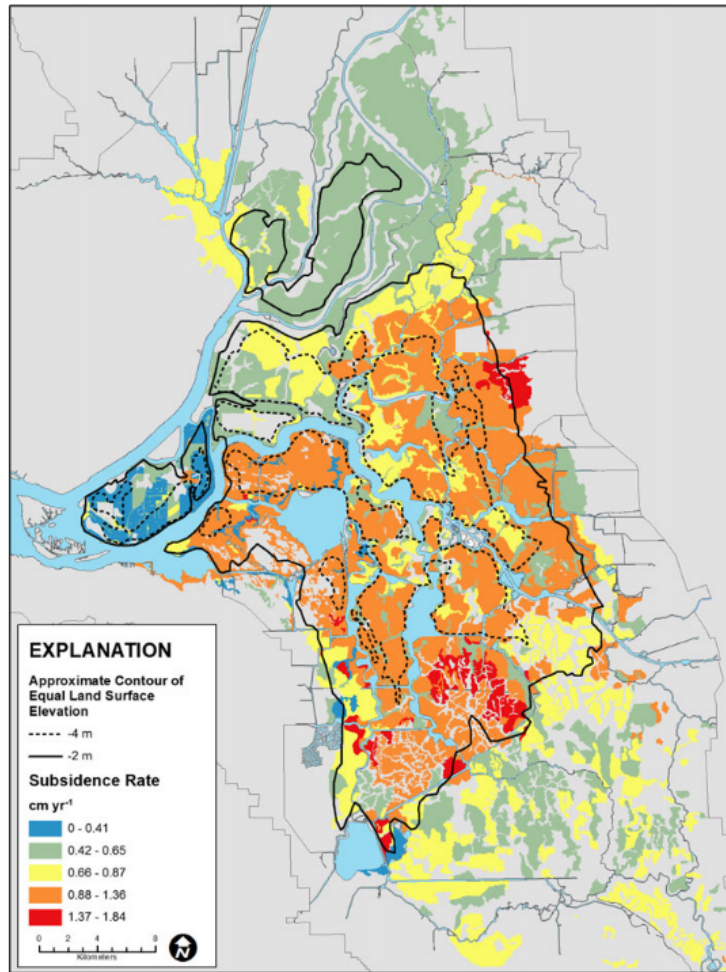 EXPLANATION
Approximate Contour of
Equal Land Surface
Elevation
-4 m
-2 m
Subsidence Rate
cm yr-1
0 - 0.41
0.42 - 0.65
0.66 - 0.87
0.88 - 1.36
1.37 - 1.84
0 2 4 8
Kilometers
N